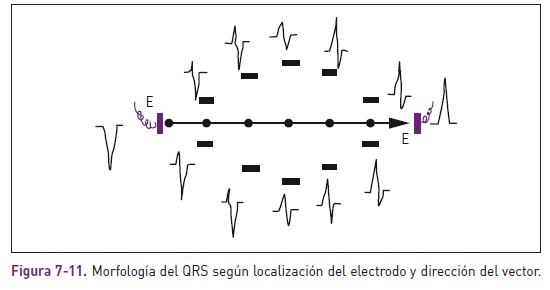 E
E
Figura 7-11. Morfología del QRS según localización del electrodo y dirección del vector.